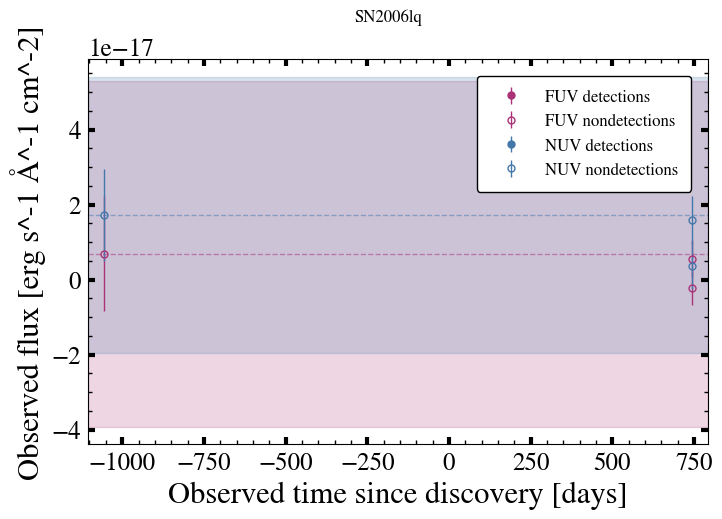 SN2006lq
1e−17
Observed flux [erg s^-1 Å^-1 cm^-2]
4
2
0
−2
−4
FUV detections
FUV nondetections
NUV detections
NUV nondetections
−1000 −750 −500 −250 0 250 500 750
Observed time since discovery [days]